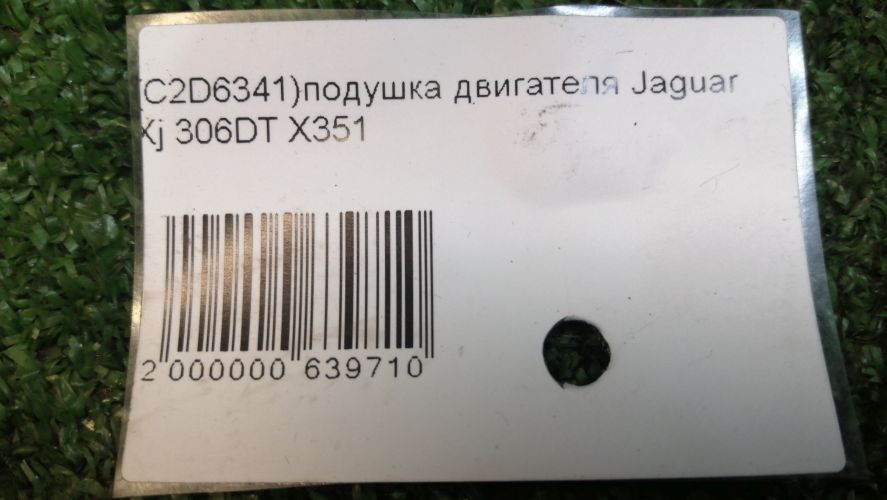 (C2D6341)подушка двигателя Jaguar
Xj 306DT X351
2 000000 639710